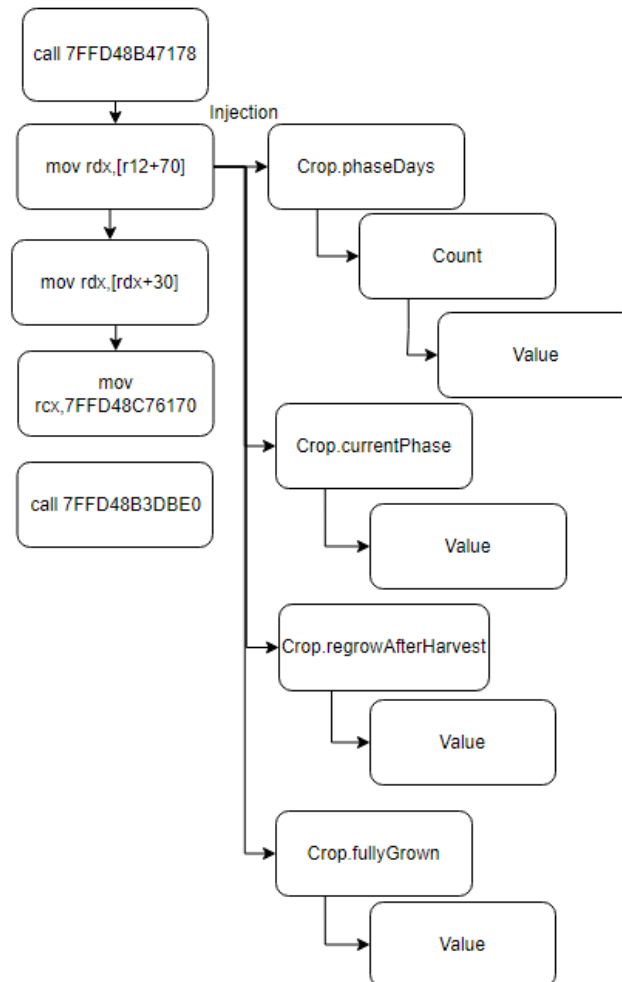 call 7FFD48B47178
Injection
mov rdx,[r12+70]
Crop.phaseDays
Count
mov rdx,[rdx+30]
Value
mov
rcx,7FFD48C76170
Crop.currentPhase
call 7FFD48B3DBE0
Value
Crop.regrowAfterHarvest
Value
Crop.fullyGrown
Value